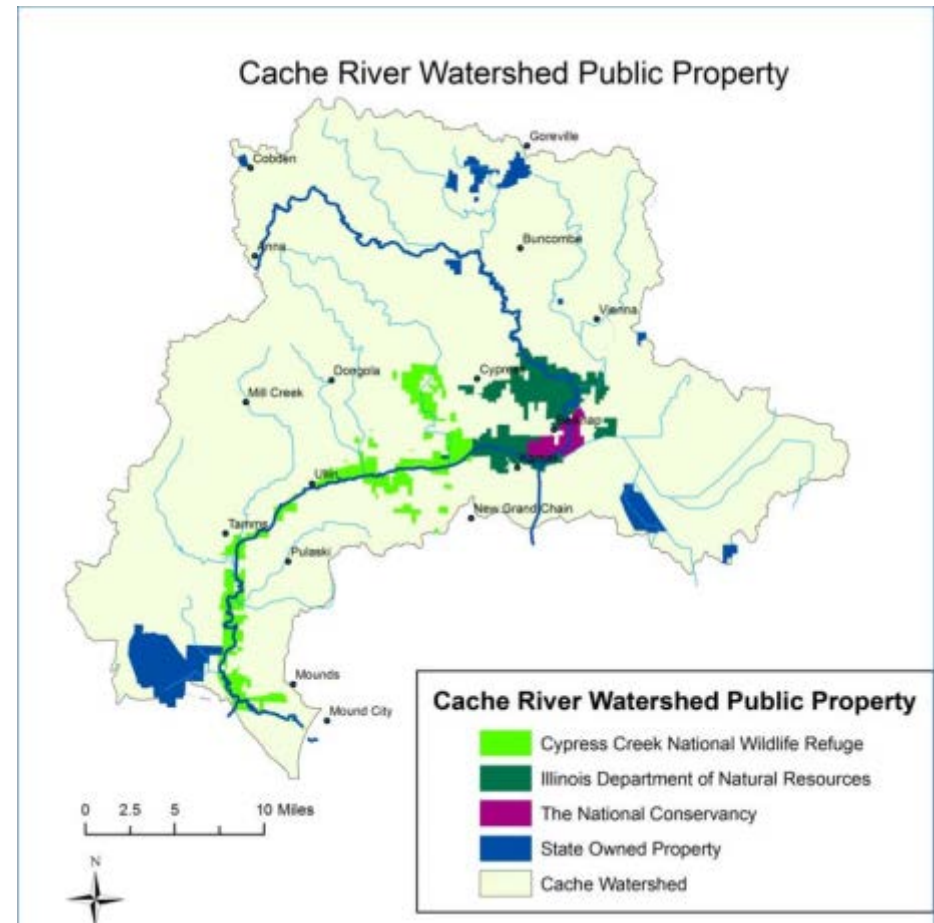 Cache River Watershed Public Property
Goreville
Cobden
Buncombe
Anna
Vienna
Dongola
Cypress
Mill Creek
Ullin
New Grand Chain
Tamms
Pulaski
Mounds
Mound City
Cache River Watershed Public Property
Cypress Creek National Wildlife Refuge
Illinois Department of Natural Resources
The National Conservancy
State Owned Property
Cache Watershed
0 2.5 5 10 Miles
N